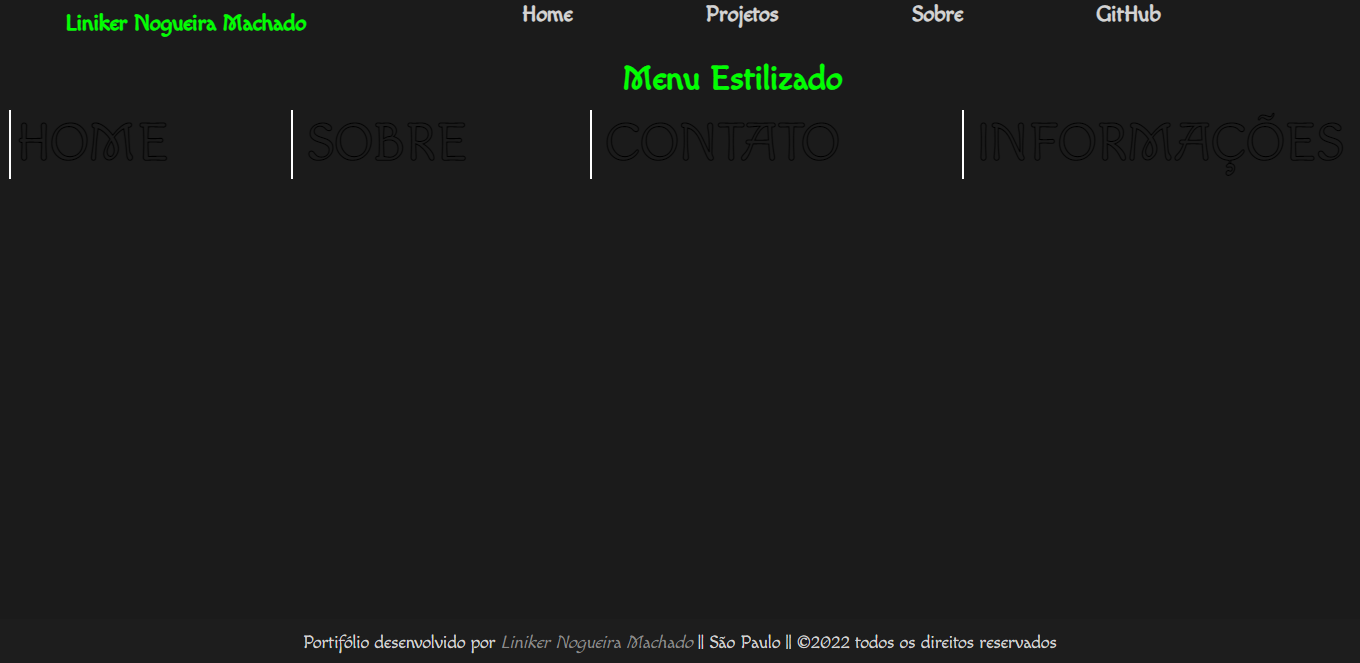 Liniker Nogueira Machado Home Projetos Sobre GitHub
Menu Estilizado
HOME SOBRE CONTATO INFORMAÇÕES
Portifólio desenvolvido por Liniker Nogueira Machado || São Paulo || ©2022 todos os direitos reservados